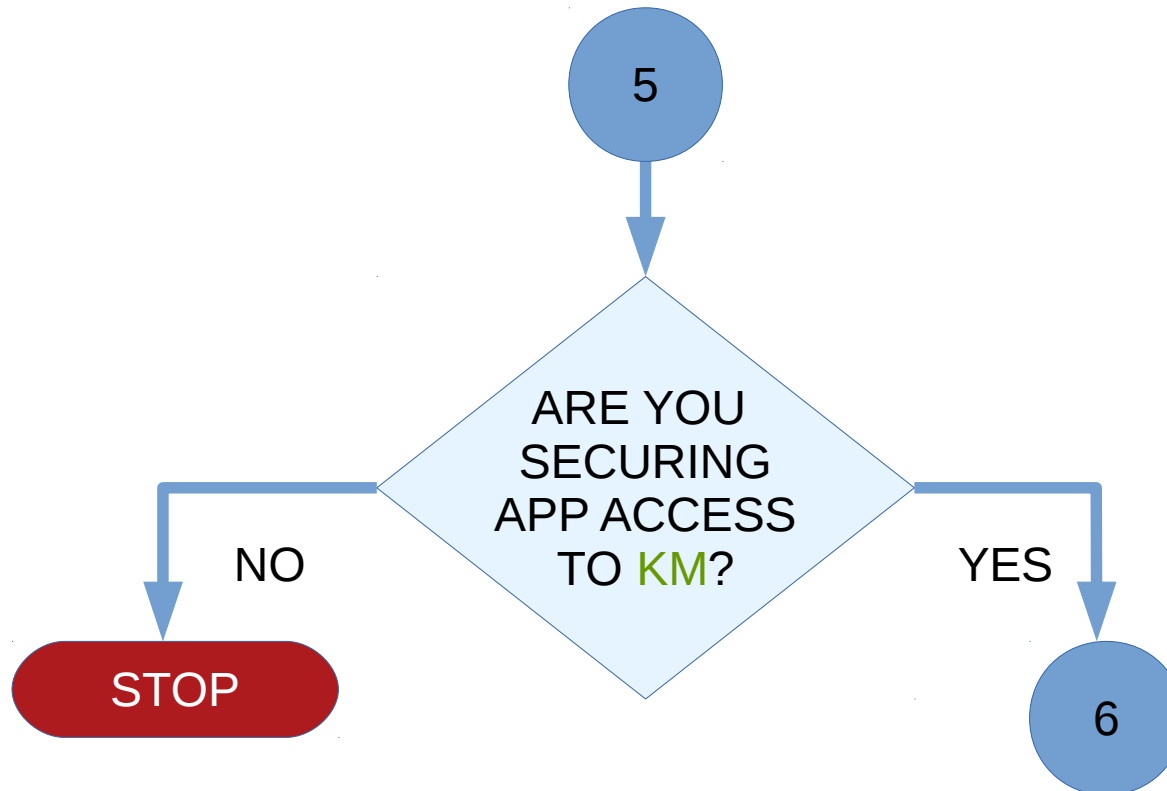 5
ARE YOU
SECURING
APP ACCESS
TO KM?
NO
YES
STOP
6